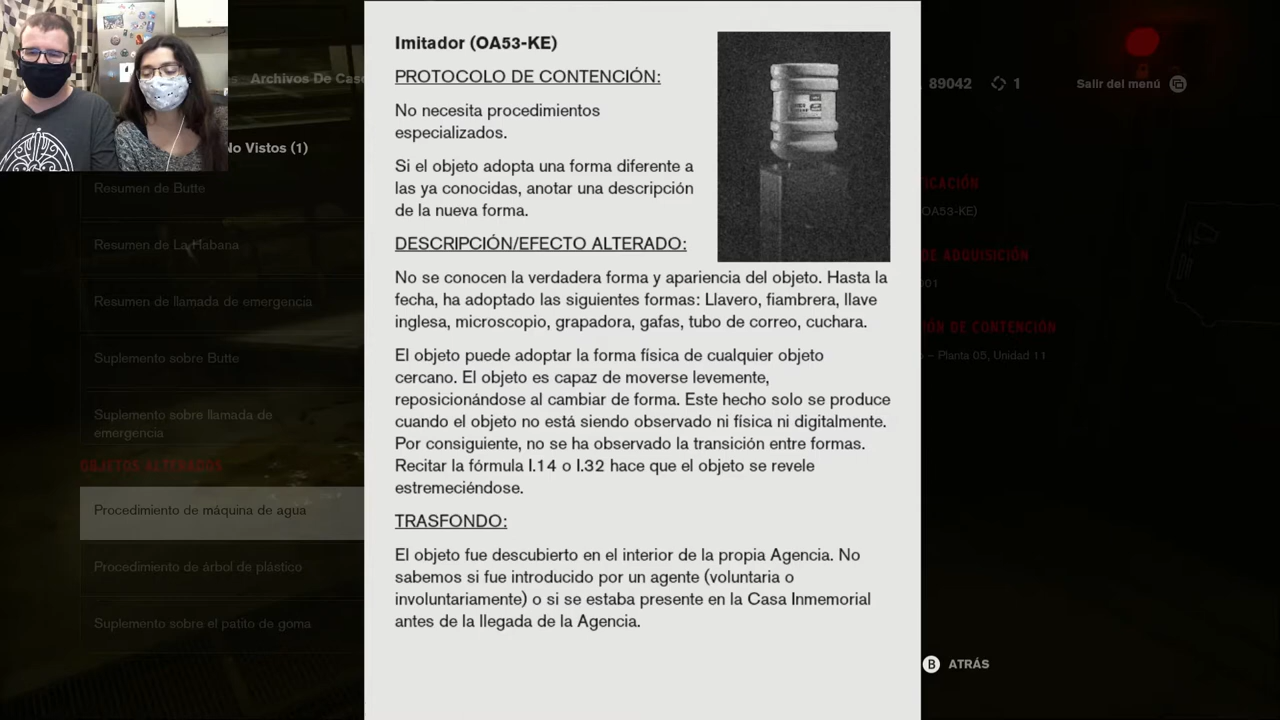 Imitador (OA53-KE)
PROTOCOLO DE CONTENCIÓN:
No necesita procedimientos
especializados.
Si el objeto adopta una forma diferente a
las ya conocidas, anotar una descripción
de la nueva forma.
DESCRIPCIÓN/EFECTO ALTERADO:
No se conocen la verdadera forma y apariencia del objeto. Hasta la
fecha, ha adoptado las siguientes formas: Llavero, fiambrera, llave
inglesa, microscopio, grapadora, gafas, tubo de correo, cuchara.
El objeto puede adoptar la forma física de cualquier objeto
cercano. El objeto es capaz de moverse levemente,
reposicionándose al cambiar de forma. Este hecho solo se produce
cuando el objeto no está siendo observado ni física ni digitalmente.
Por consiguiente, no se ha observado la transición entre formas.
Recitar la fórmula I.14 o I.32 hace que el objeto se revele
estremeciéndose.
TRASFONDO:
El objeto fue descubierto en el interior de la propia Agencia. No
sabemos si fue introducido por un agente (voluntaria o
involuntariamente) o si se estaba presente en la Casa Inmemorial
antes de la llegada de la Agencia.
Archivos De Caso
No Vistos (1)
Resumen de Butte
Resumen de La Habana
Resumen de llamada de emergencia
Suplemento sobre Butte
Suplemento sobre llamada de
emergencia
OBJETOS ALTERADOS
Procedimiento de máquina de agua
Procedimiento de árbol de plástico
Suplemento sobre el patito de goma
89042
1
Salir del menú
OA53-KE)
DE ADQUISICIÓN
001
DE CONTENCIÓN
– Planta 05, Unidad 11
B ATRÁS